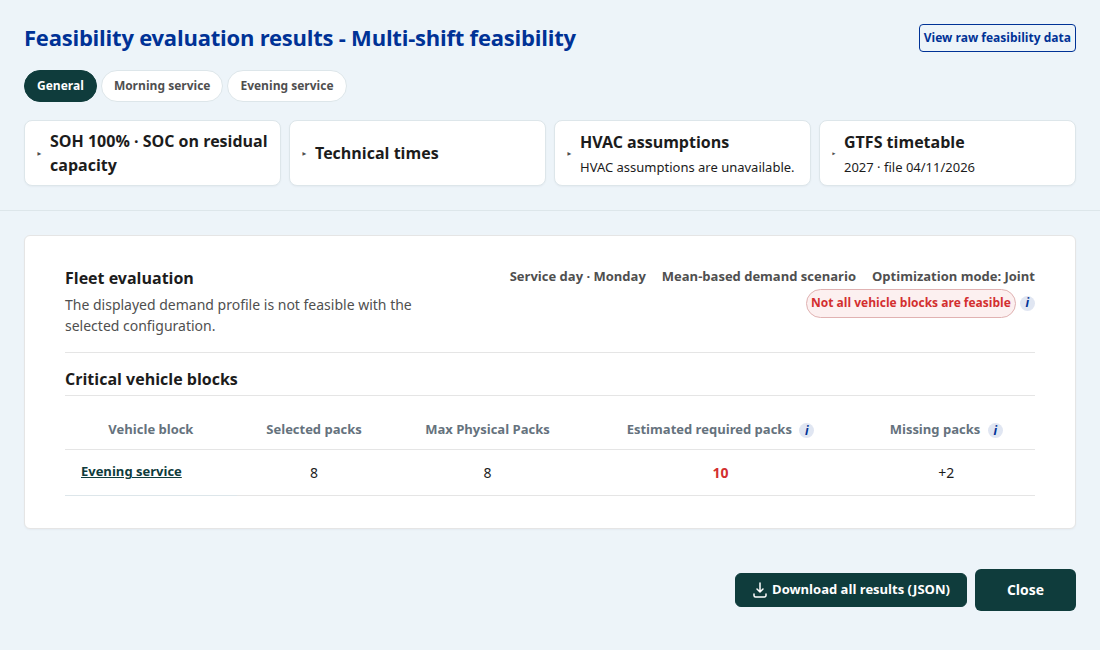 Feasibility evaluation results - Multi-shift feasibility
View raw feasibility data
General
Morning service
Evening service
SOH 100% · SOC on residual
capacity
Technical times
HVAC assumptions
HVAC assumptions are unavailable.
GTFS timetable
2027 · file 04/11/2026
Fleet evaluation
The displayed demand profile is not feasible with the
selected configuration.
Service day · Monday
Mean-based demand scenario
Optimization mode: Joint
Not all vehicle blocks are feasible
i
Critical vehicle blocks
Vehicle block
Selected packs
Max Physical Packs
Estimated required packs i
Missing packs i
Evening service
8
8
10
+2
Download all results (JSON)
Close